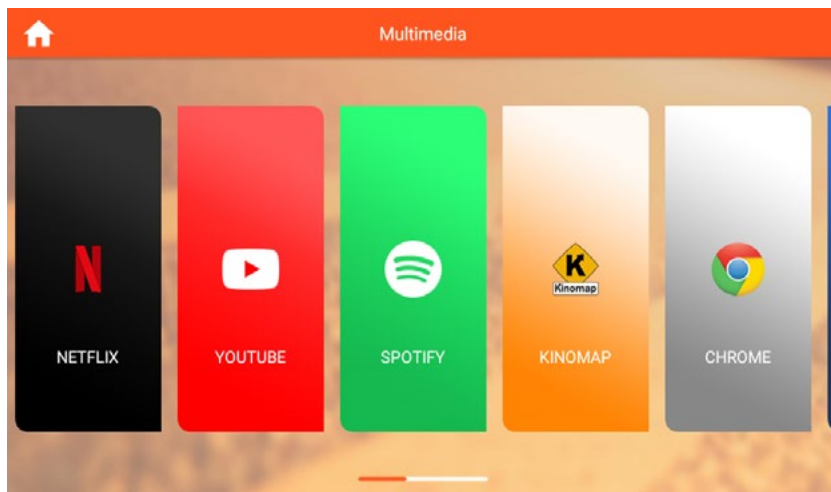 Multimedia
N
K
Kinomap
NETFLIX
YOUTUBE
SPOTIFY
KINOMAP
CHROME